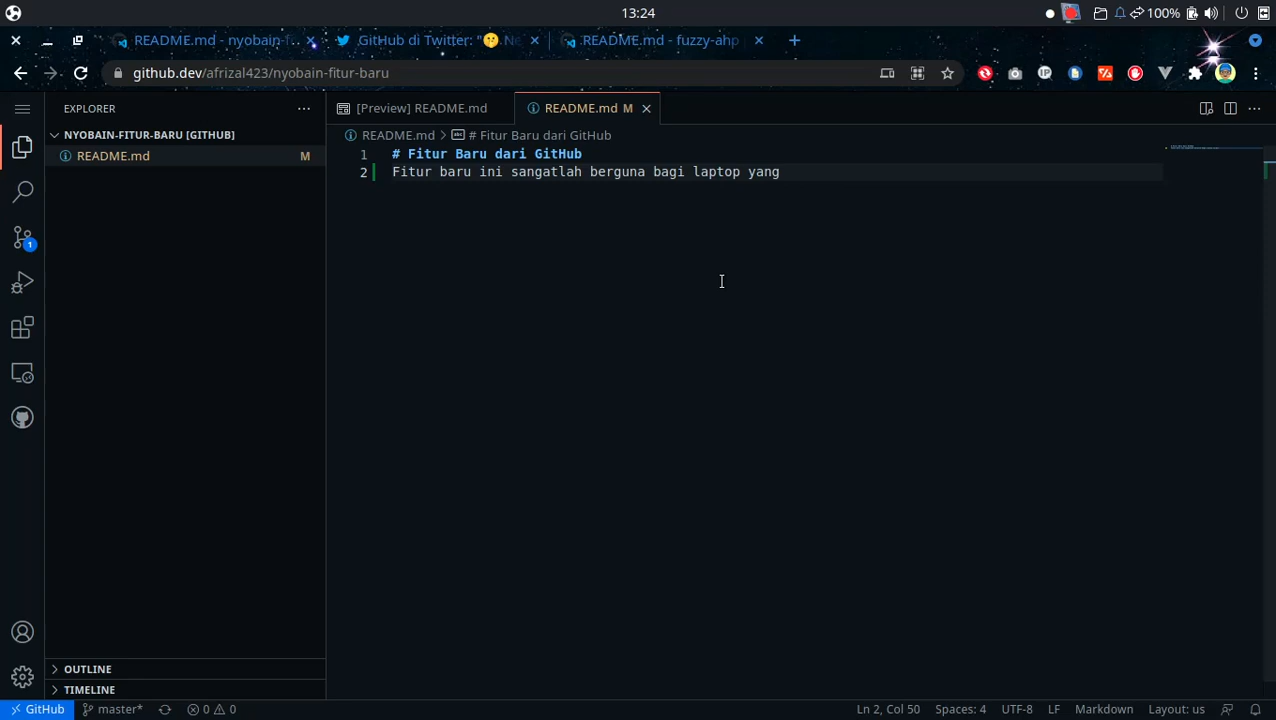 13:24
100%
README.md - nyobain-f
GitHub di Twitter: "🤫 Ne
README.md - fuzzy-ahp
github.dev/afrizal423/nyobain-fitur-baru
EXPLORER
[Preview] README.md
README.md M
NYOBAIN-FITUR-BARU [GITHUB]
README.md > # Fitur Baru dari GitHub
README.md M
1 # Fitur Baru dari GitHub
2 Fitur baru ini sangatlah berguna bagi laptop yang
1
OUTLINE
TIMELINE
GitHub
master*
0 0
Ln 2, Col 50
Spaces: 4
UTF-8
LF
Markdown
Layout: us